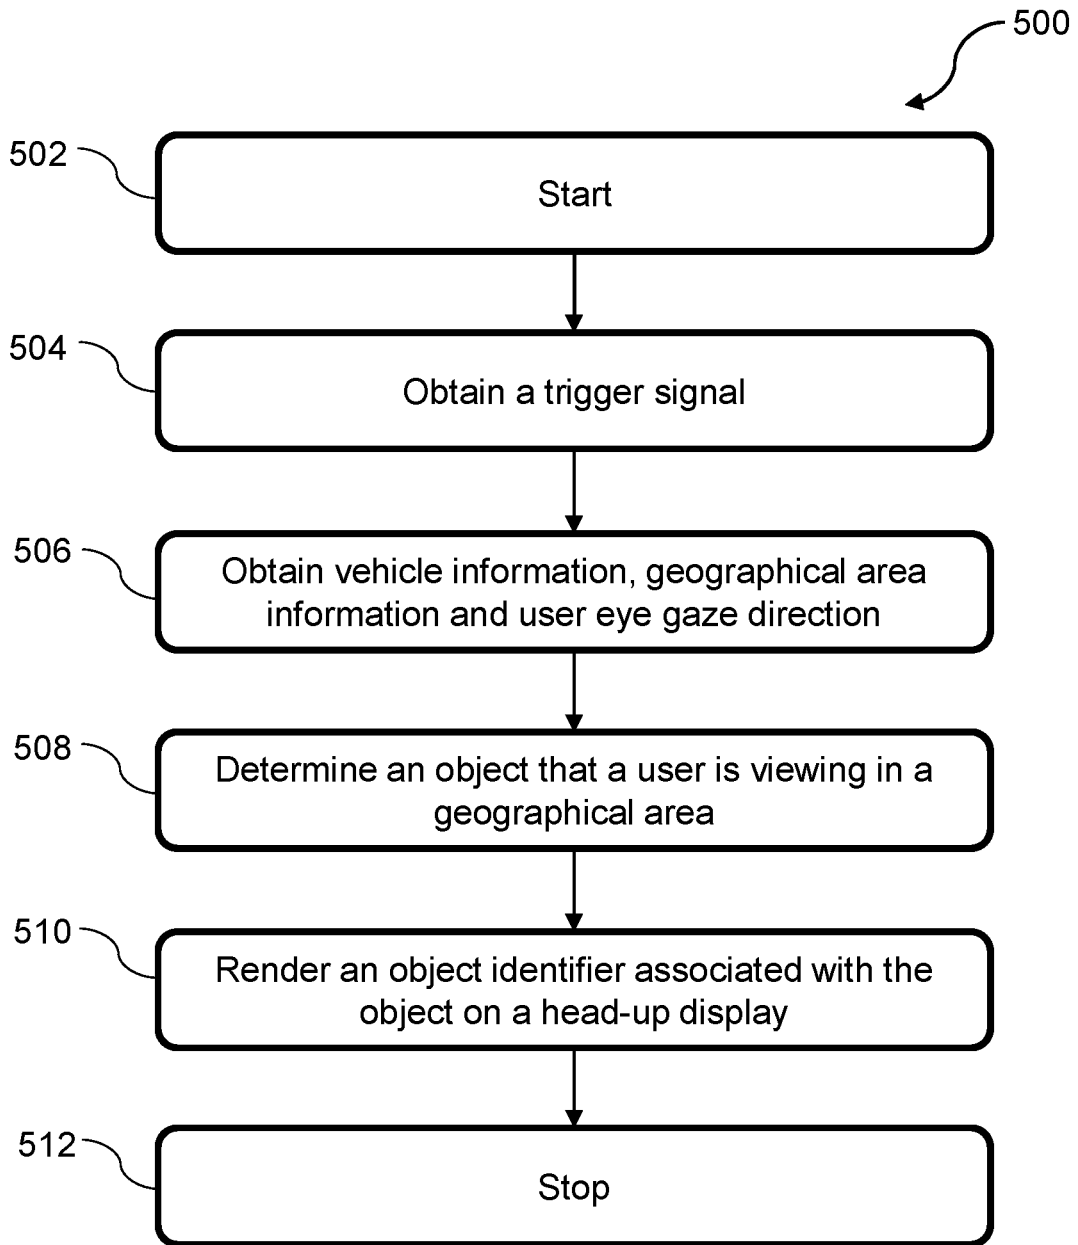 500
502
Start
504
Obtain a trigger signal
506
Obtain vehicle information, geographical area
information and user eye gaze direction
508
Determine an object that a user is viewing in a
geographical area
510
Render an object identifier associated with the
object on a head-up display
512
Stop